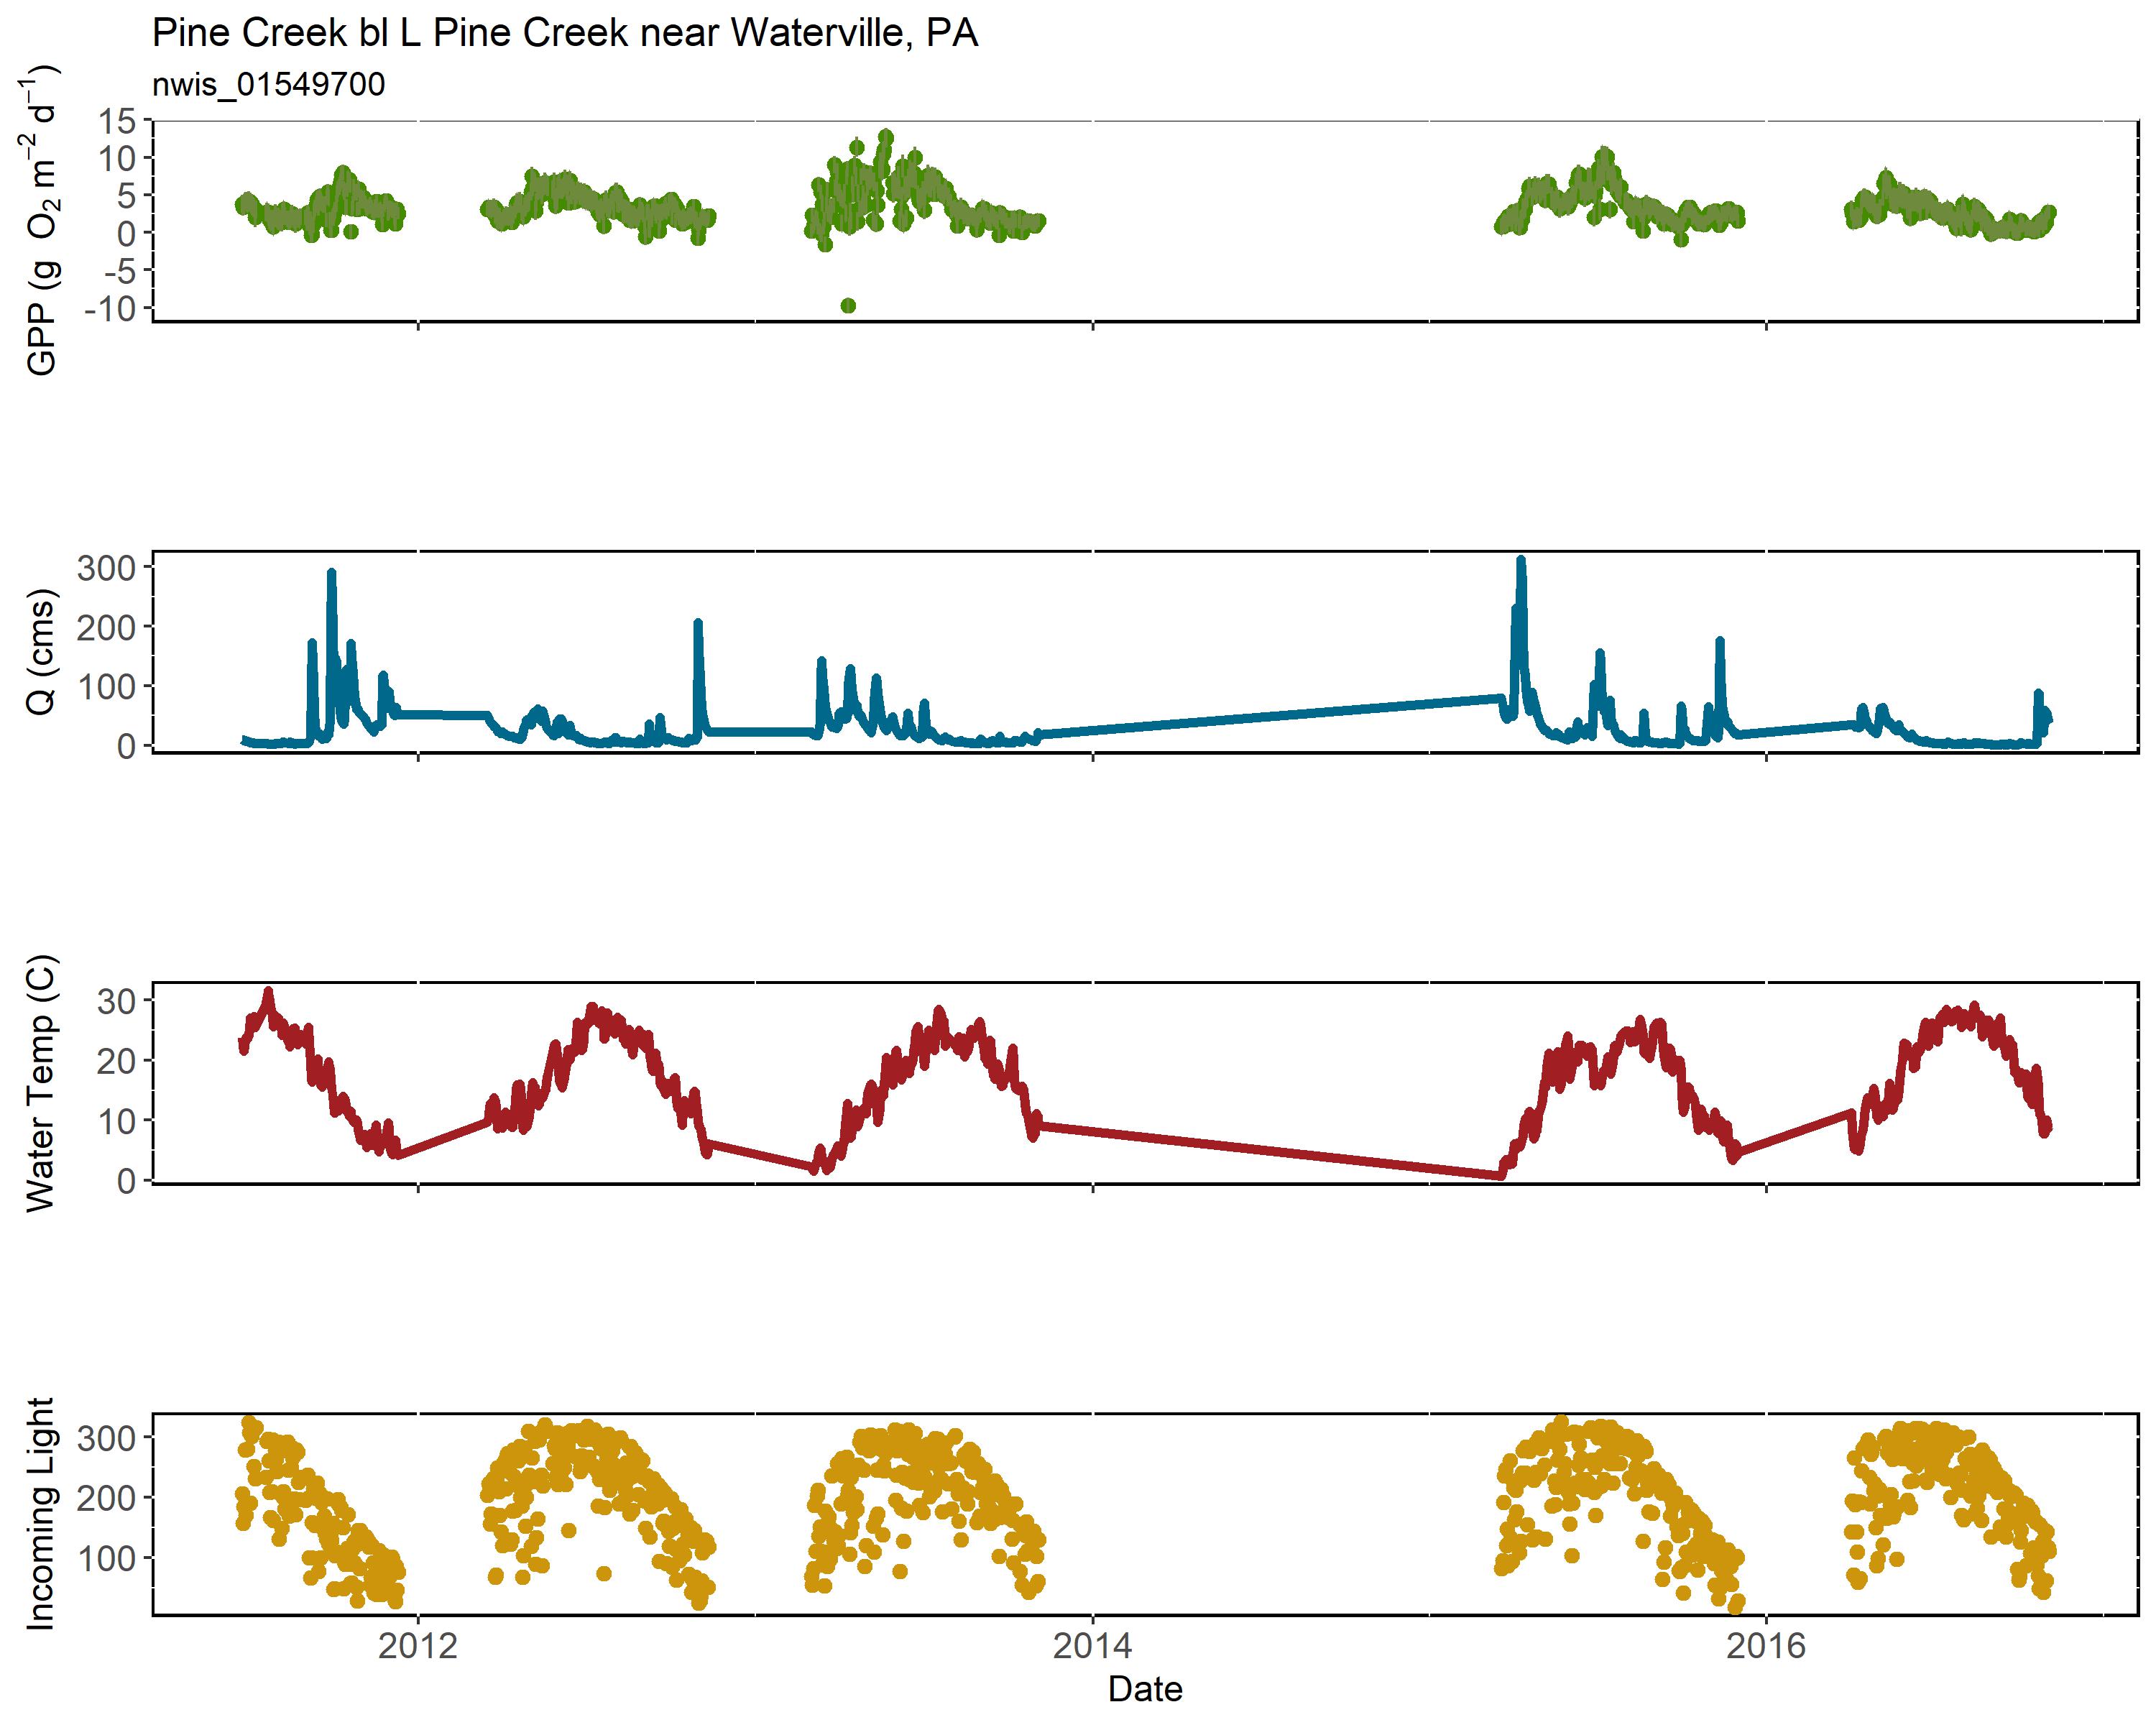 Pine Creek bl L Pine Creek near Waterville, PA
nwis_01549700
GPP (g O₂ m⁻² d⁻¹)
15
10
5
0
-5
-10
Q (cms)
300
200
100
0
Water Temp (C)
30
20
10
0
Incoming Light
300
200
100
2012 2014 2016
Date